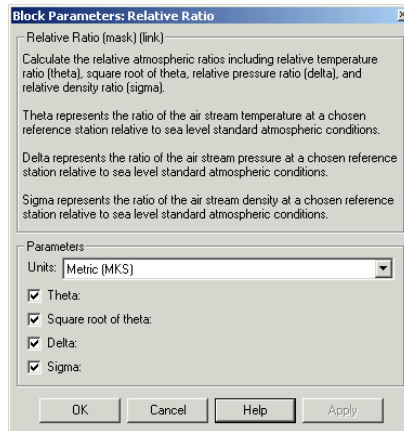 Block Parameters: Relative Ratio
Relative Ratio (mask) (link)
Calculate the relative atmospheric ratios including relative temperature
ratio (theta), square root of theta, relative pressure ratio (delta), and
relative density ratio (sigma).
Theta represents the ratio of the air stream temperature at a chosen
reference station relative to sea level standard atmospheric conditions.
Delta represents the ratio of the air stream pressure at a chosen reference
station relative to sea level standard atmospheric conditions.
Sigma represents the ratio of the air stream density at a chosen reference
station relative to sea level standard atmospheric conditions.
Parameters
Units: Metric (MKS)
Theta:
Square root of theta:
Delta:
Sigma:
OK Cancel Help Apply